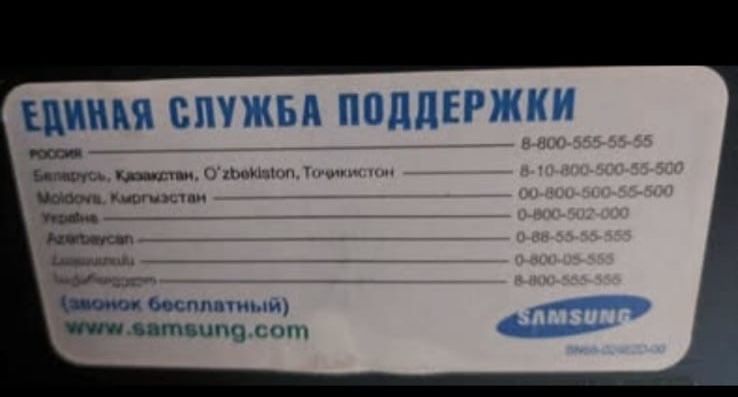 ЕДИНАЯ СЛУЖБА ПОДДЕРЖКИ
РОССИЯ 8-800-555-55-55
Беларусь, Қазақстан, O'zbekiston, Тоҷикистон 8-10-800-500-55-500
Moldova, Кыргызстан 00-800-500-55-500
Україна 0-800-502-000
Azərbaycan 0-88-55-55-555
Հայաստան 0-800-05-555
საქართველო 8-800-555-555
(звонок бесплатный)
www.samsung.com
SAMSUNG